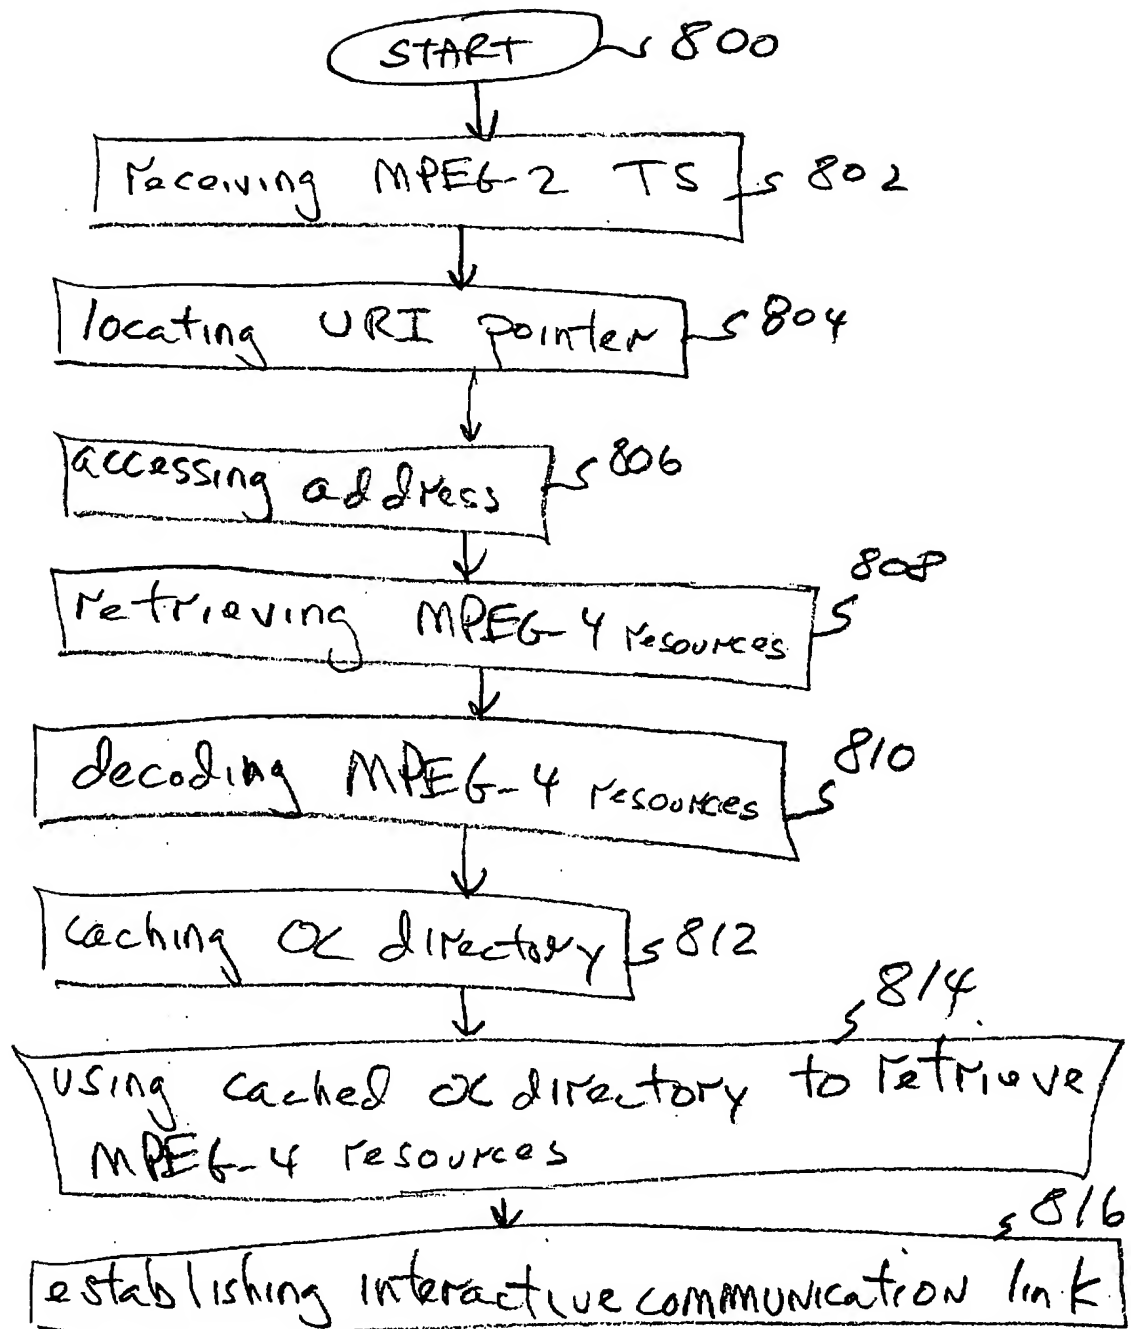 START 800
receiving MPEG-2 TS 802
locating URI pointer 804
accessing address 806
808
retrieving MPEG-4 resources
810
decoding MPEG-4 resources
caching OC directory 812
814
using cached OC directory to retrieve
MPEG-4 resources
816
establishing interactive communication link